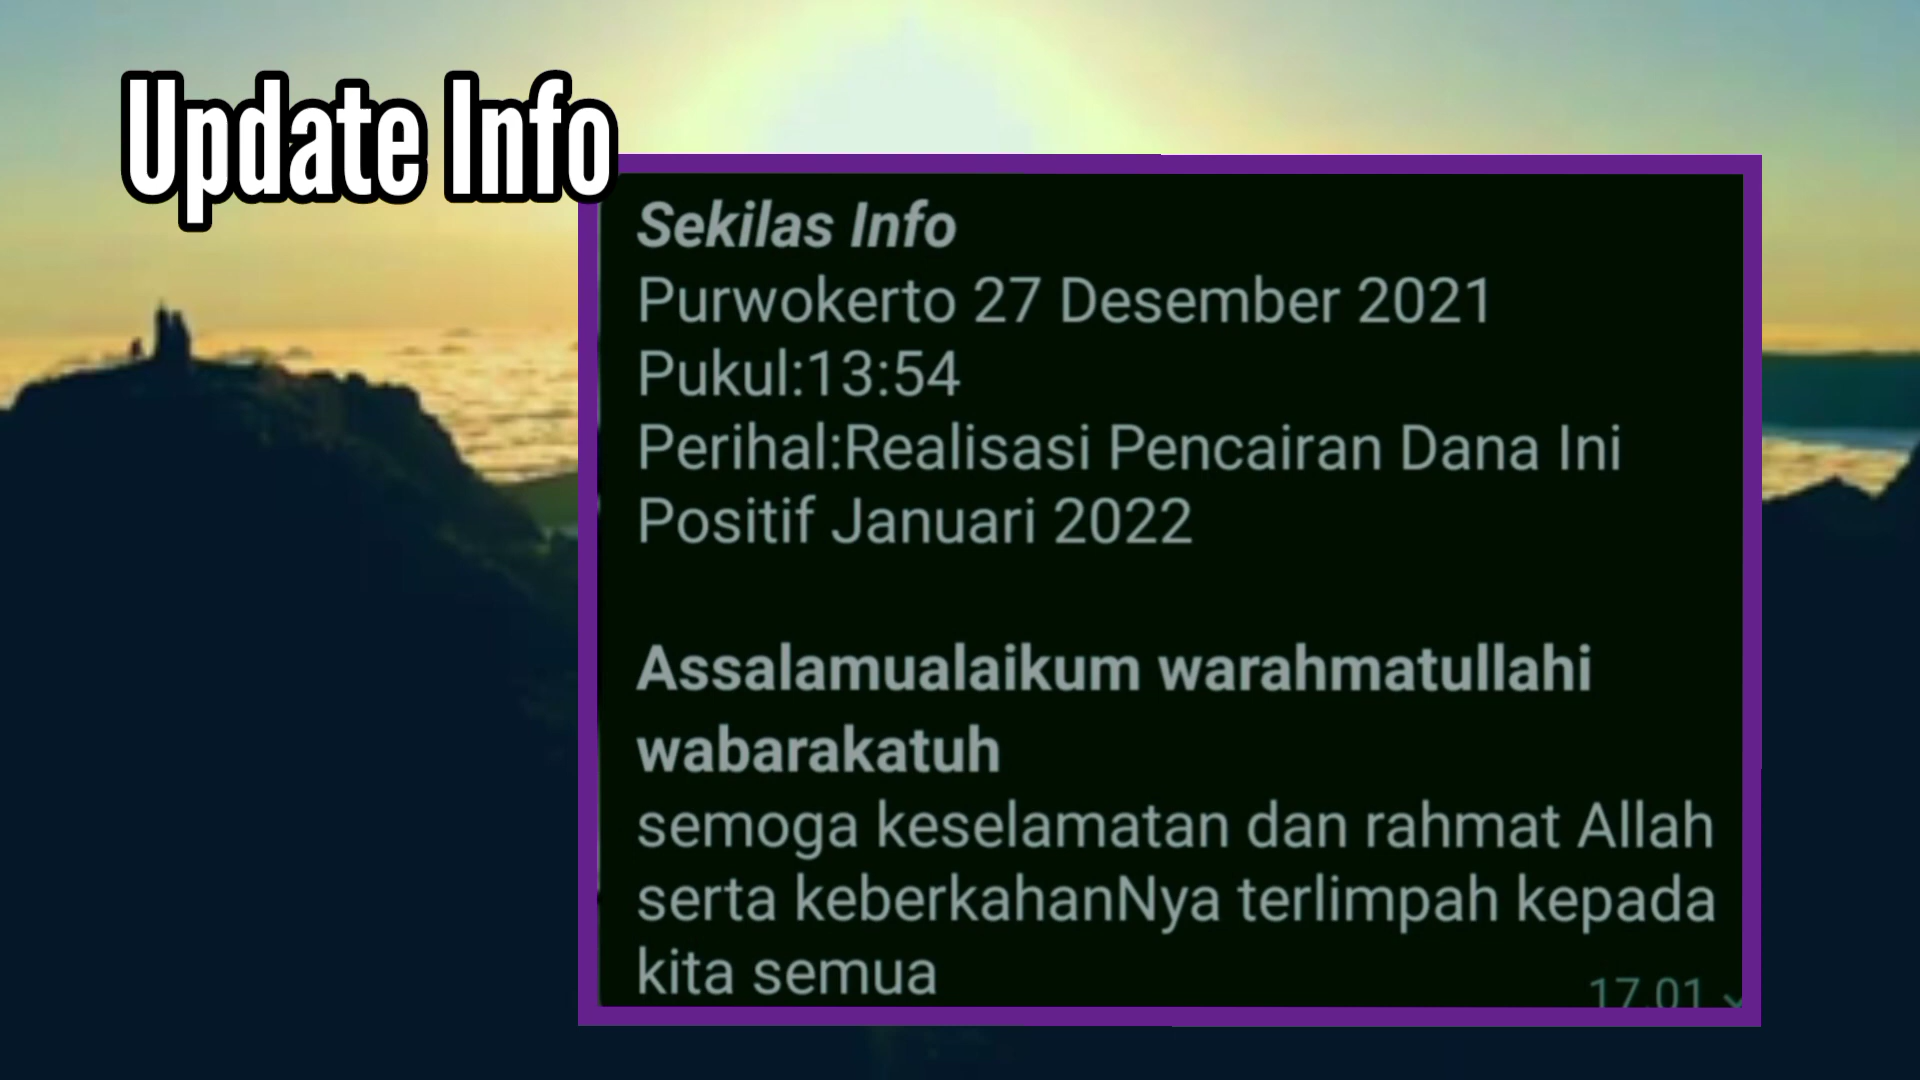 Update Info
Sekilas Info
Purwokerto 27 Desember 2021
Pukul:13:54
Perihal:Realisasi Pencairan Dana Ini
Positif Januari 2022
Assalamualaikum warahmatullahi
wabarakatuh
semoga keselamatan dan rahmat Allah
serta keberkahanNya terlimpah kepada
kita semua
17.01